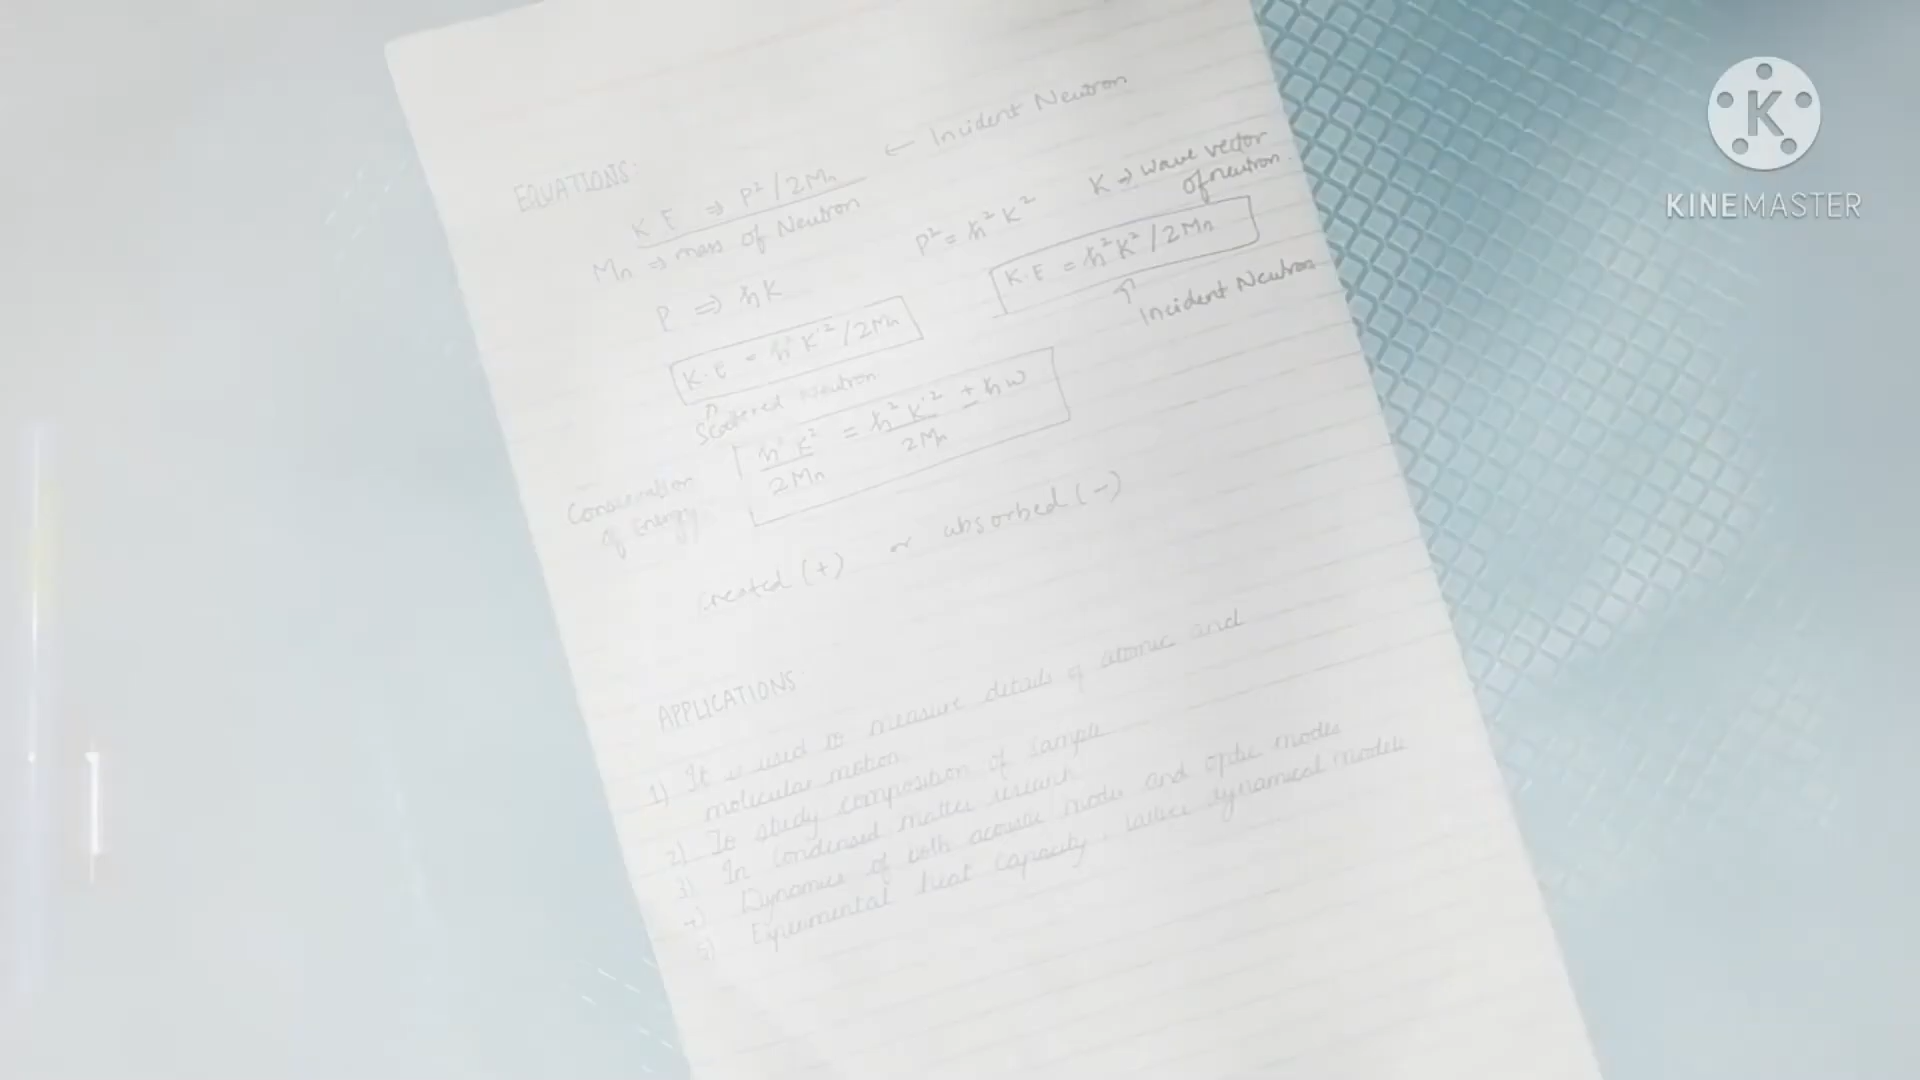 EQUATIONS:
K.E => P²/2Mn ← Incident Neutron
Mn => mass of Neutron
P => ħK
P² = ħ²K²
K → wave vector
of neutron.
K.E = ħ²K²/2Mn
↑
Incident Neutron
K.E = ħ²K'²/2Mn
↑
Scattered Neutron
Conservation
of Energy
ħ²K²/2Mn = ħ²K'²/2Mn ± ħω
created (+) or absorbed (-)
APPLICATIONS:
1) It is used to measure details of atomic and
molecular motion.
2) To study composition of sample
3) In condensed matter research
4) Dynamics of both acoustic modes and optic modes
5) Experimental heat capacity, lattice dynamical models
K
KINEMASTER